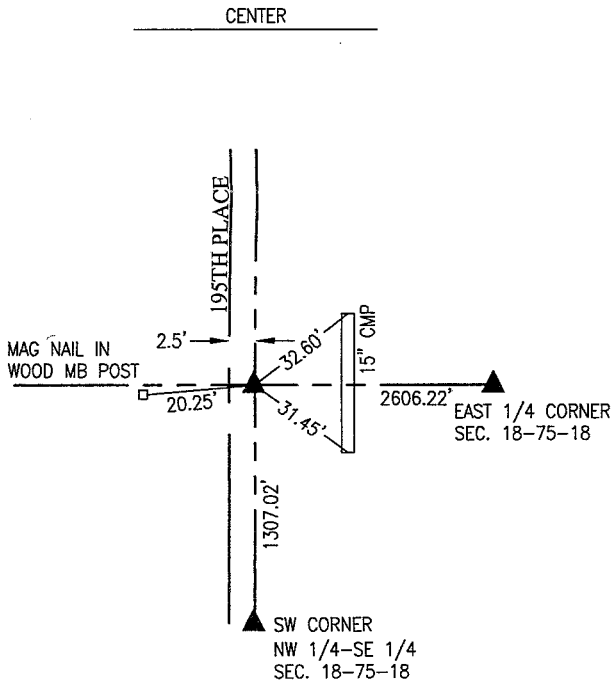 CENTER
195TH PLACE
2.5'
MAG NAIL IN
WOOD MB POST
20.25'
32.60'
31.45'
15" CMP
2606.22'
EAST 1/4 CORNER
SEC. 18-75-18
1307.02'
SW CORNER
NW 1/4-SE 1/4
SEC. 18-75-18